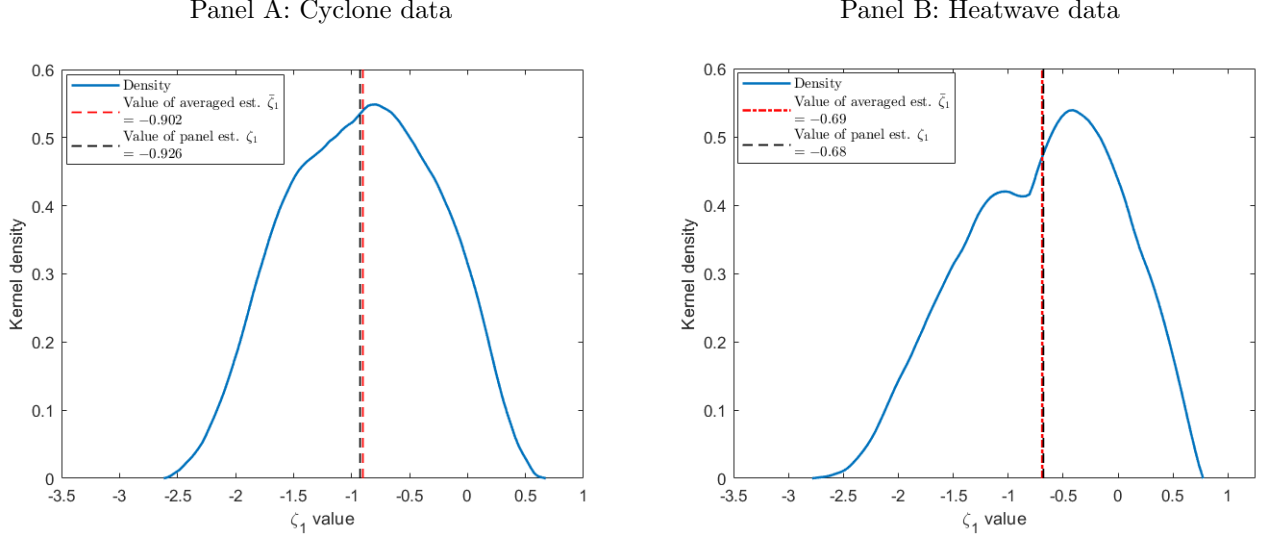 Panel A: Cyclone data
Density
Value of averaged est. ζ̄₁
= −0.902
Value of panel est. ζ₁
= −0.926
0.6
0.5
0.4
0.3
0.2
0.1
0
Kernel density
-3.5 -3 -2.5 -2 -1.5 -1 -0.5 0 0.5 1
ζ₁ value
Panel B: Heatwave data
Density
Value of averaged est. ζ̄₁
= −0.69
Value of panel est. ζ₁
= −0.68
0.6
0.5
0.4
0.3
0.2
0.1
0
Kernel density
-3.5 -3 -2.5 -2 -1.5 -1 -0.5 0 0.5 1
ζ₁ value